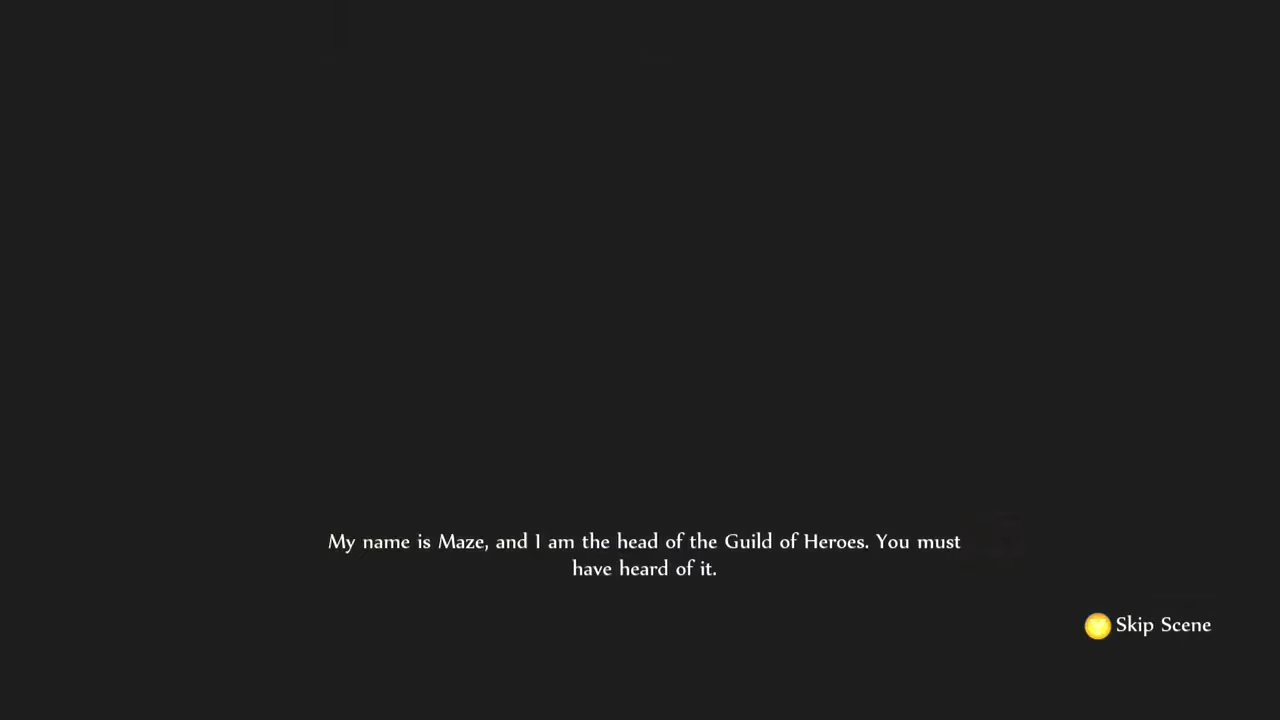 My name is Maze, and I am the head of the Guild of Heroes. You must
have heard of it.
Skip Scene